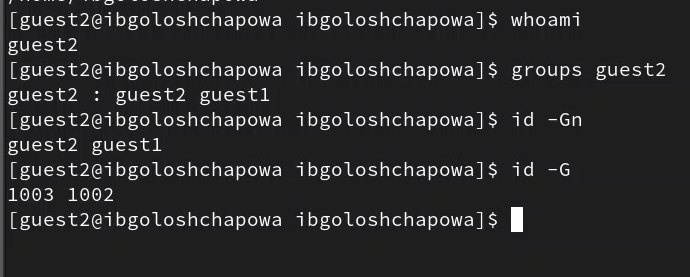 [guest2@ibgoloshchapowa ibgoloshchapowa]$ whoami
guest2
[guest2@ibgoloshchapowa ibgoloshchapowa]$ groups guest2
guest2 : guest2 guest1
[guest2@ibgoloshchapowa ibgoloshchapowa]$ id -Gn
guest2 guest1
[guest2@ibgoloshchapowa ibgoloshchapowa]$ id -G
1003 1002
[guest2@ibgoloshchapowa ibgoloshchapowa]$